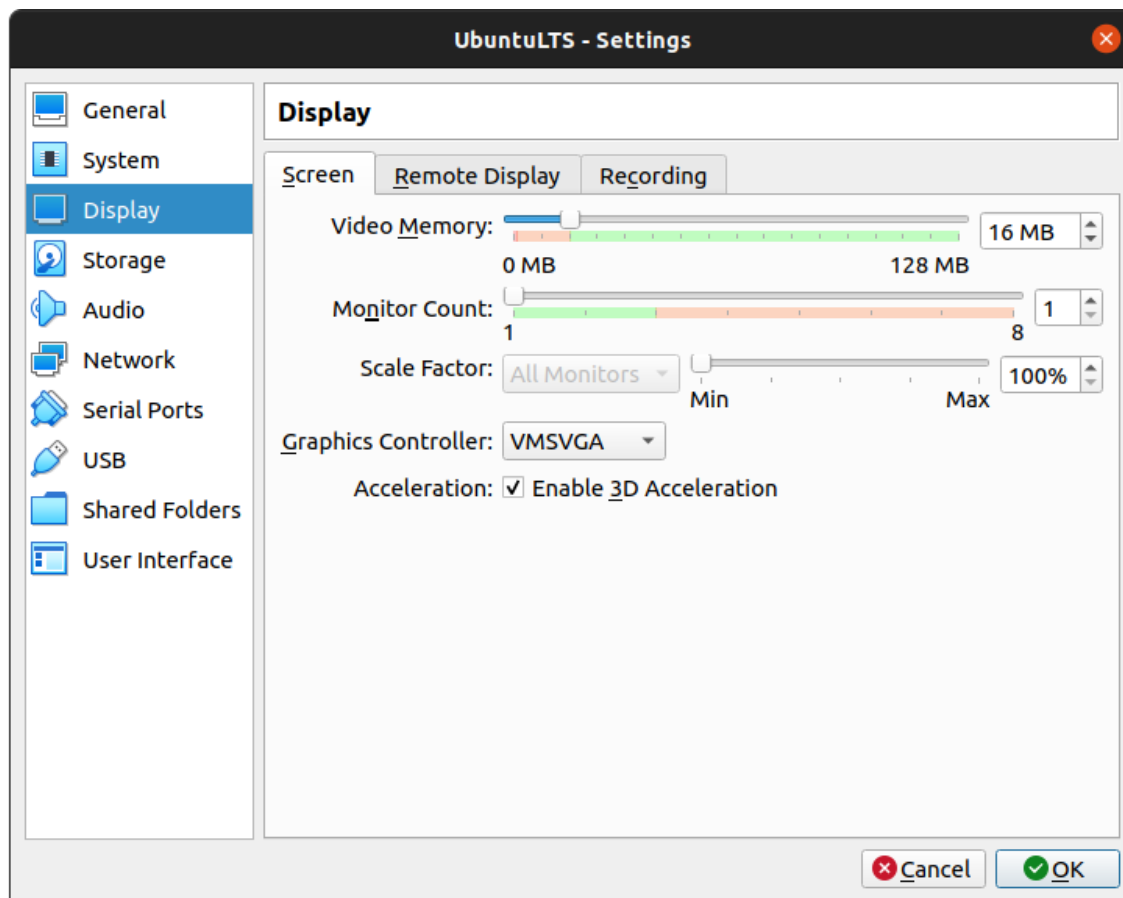 UbuntuLTS - Settings
General
System
Display
Storage
Audio
Network
Serial Ports
USB
Shared Folders
User Interface
Display
Screen Remote Display Recording
Video Memory: 16 MB
0 MB 128 MB
Monitor Count: 1
1 8
Scale Factor: All Monitors 100%
Min Max
Graphics Controller: VMSVGA
Acceleration: Enable 3D Acceleration
Cancel OK